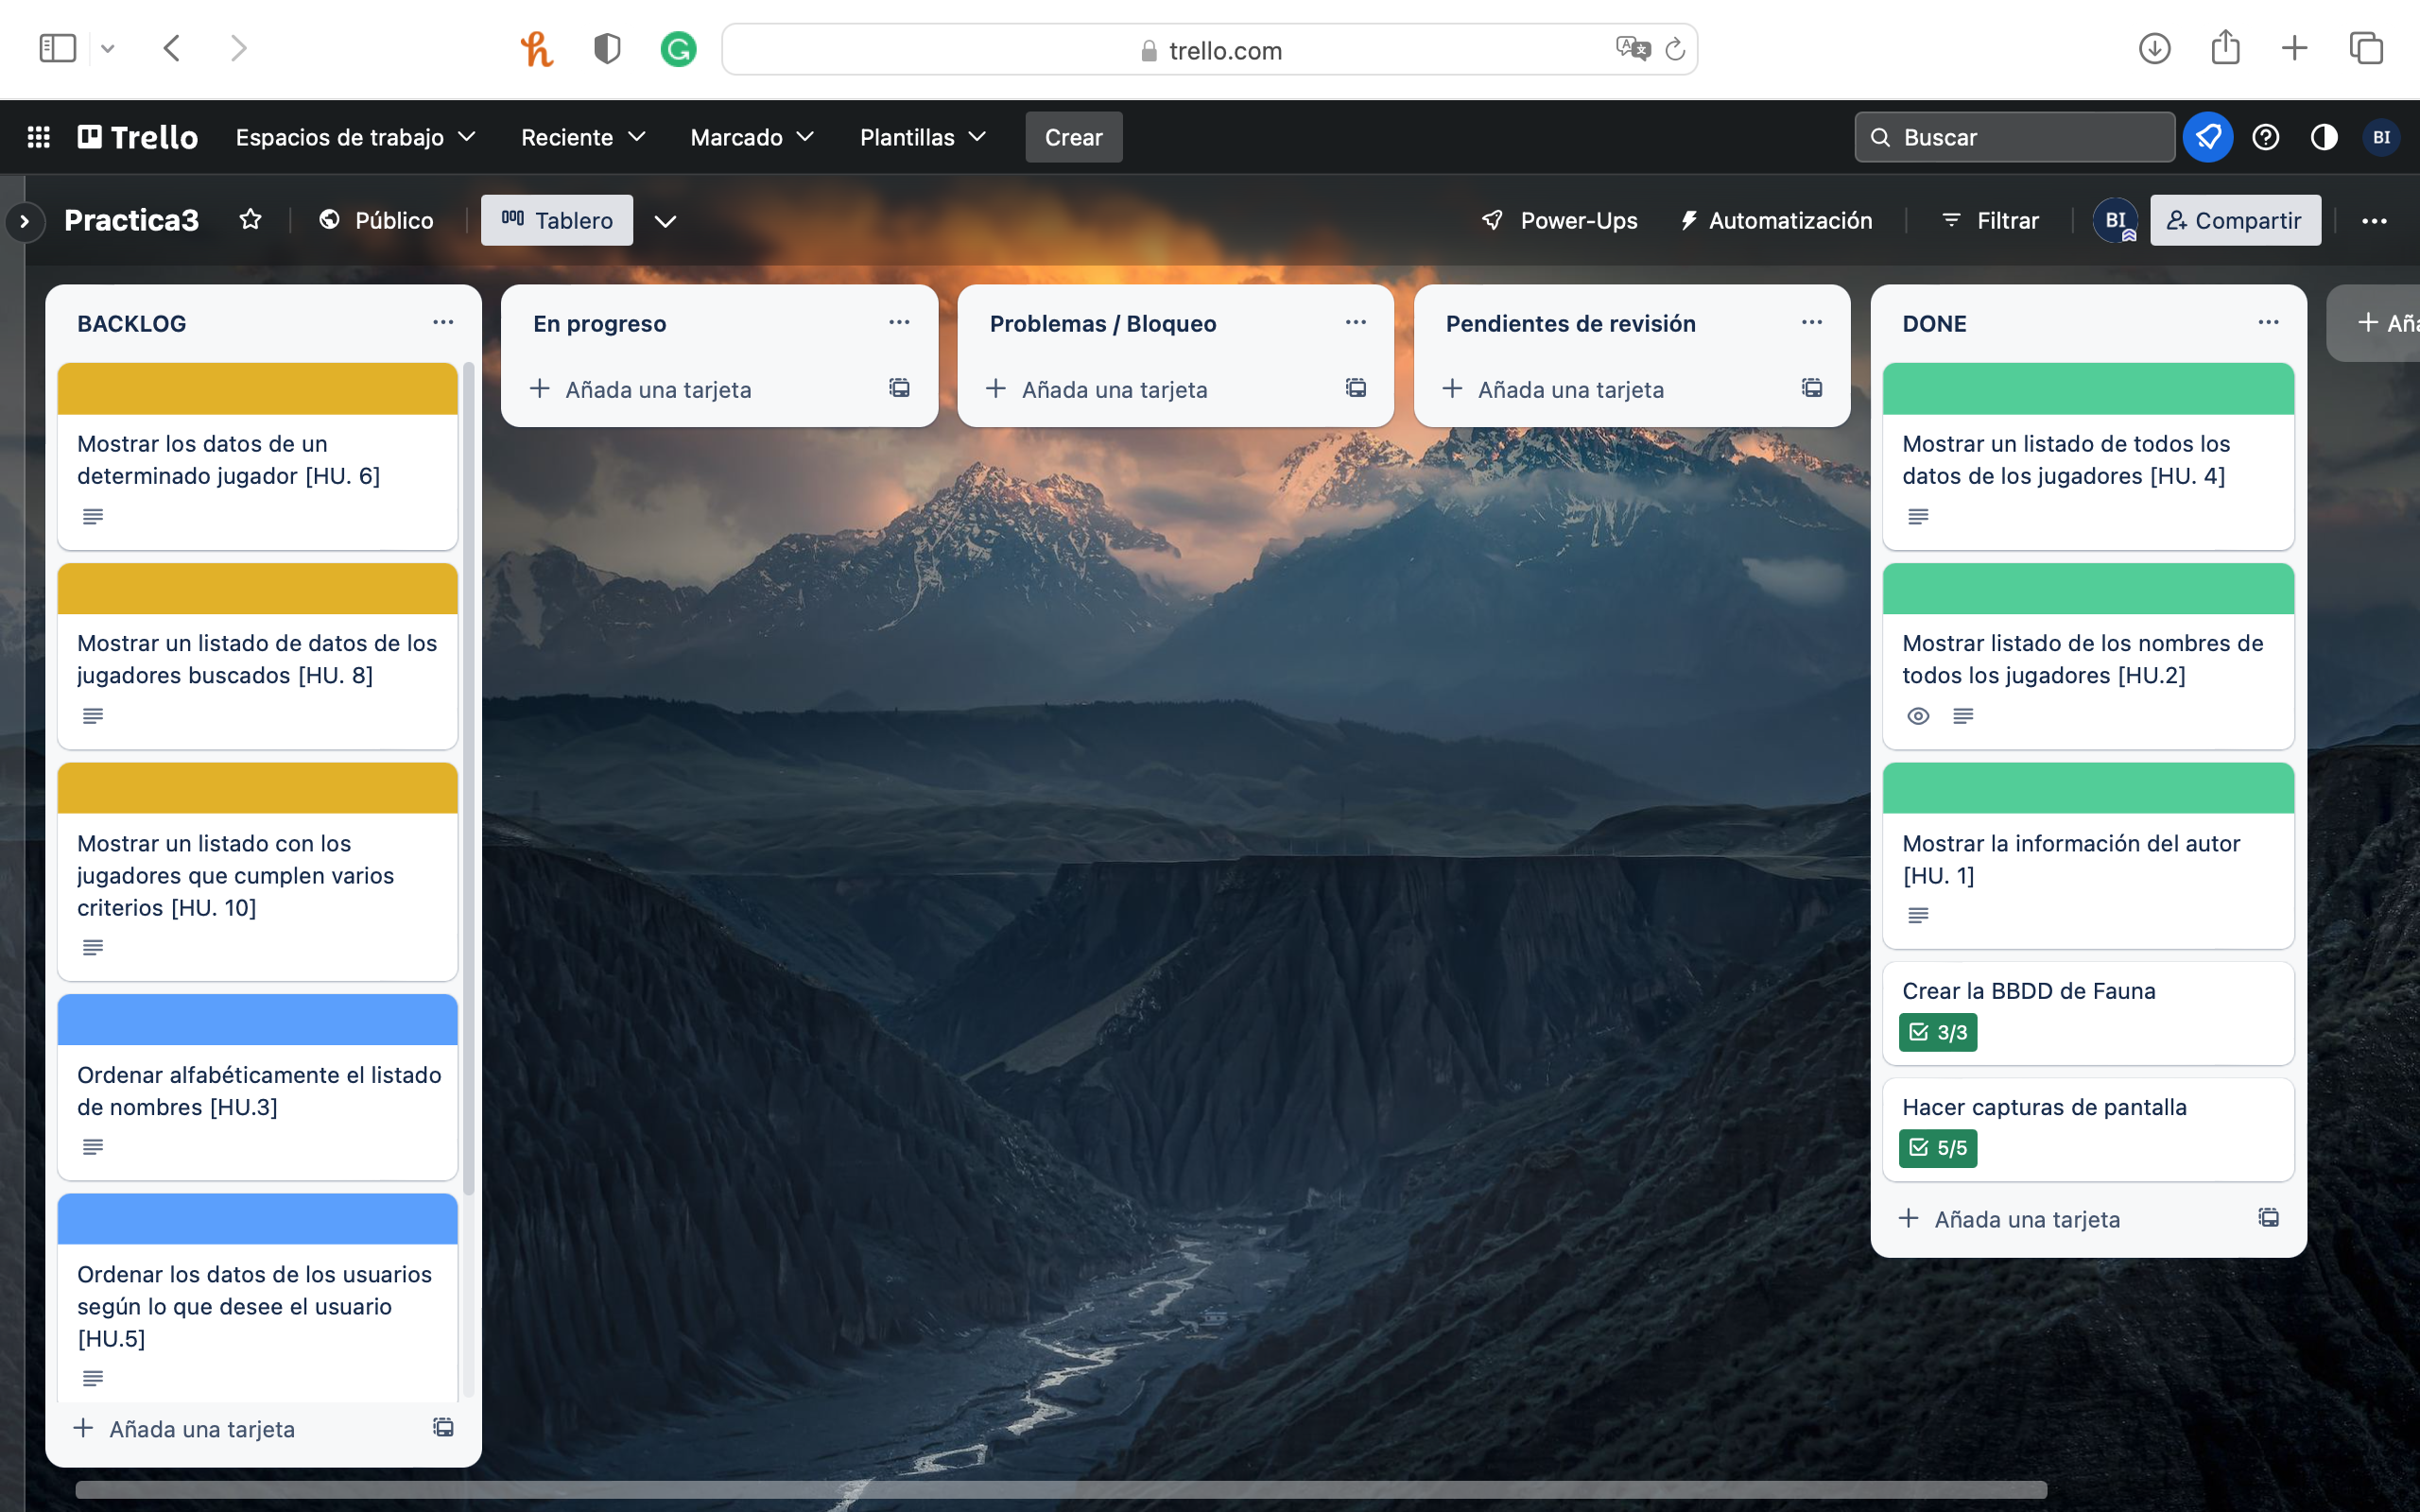 trello.com
Trello
Espacios de trabajo
Reciente
Marcado
Plantillas
Crear
Buscar
BI
Practica3
Público
Tablero
Power-Ups
Automatización
Filtrar
BI
Compartir
BACKLOG
Mostrar los datos de un
determinado jugador [HU. 6]
Mostrar un listado de datos de los
jugadores buscados [HU. 8]
Mostrar un listado con los
jugadores que cumplen varios
criterios [HU. 10]
Ordenar alfabéticamente el listado
de nombres [HU.3]
Ordenar los datos de los usuarios
según lo que desee el usuario
[HU.5]
+ Añada una tarjeta
En progreso
+ Añada una tarjeta
Problemas / Bloqueo
+ Añada una tarjeta
Pendientes de revisión
+ Añada una tarjeta
DONE
Mostrar un listado de todos los
datos de los jugadores [HU. 4]
Mostrar listado de los nombres de
todos los jugadores [HU.2]
Mostrar la información del autor
[HU. 1]
Crear la BBDD de Fauna
3/3
Hacer capturas de pantalla
5/5
+ Añada una tarjeta
+ Aña